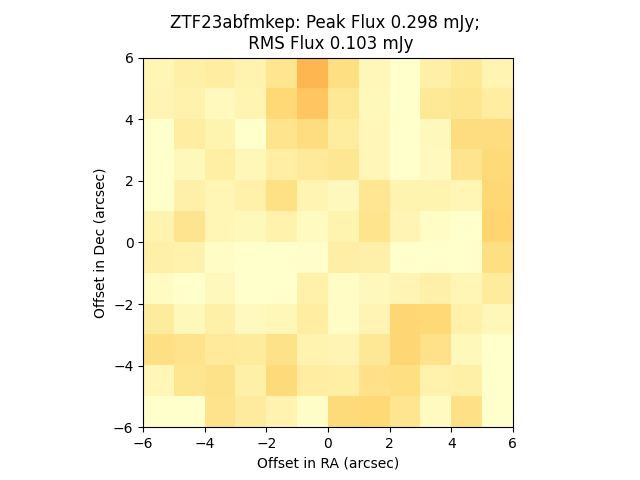 ZTF23abfmkep: Peak Flux 0.298 mJy;
RMS Flux 0.103 mJy
6
4
2
0
−2
−4
−6
Offset in Dec (arcsec)
−6 −4 −2 0 2 4 6
Offset in RA (arcsec)